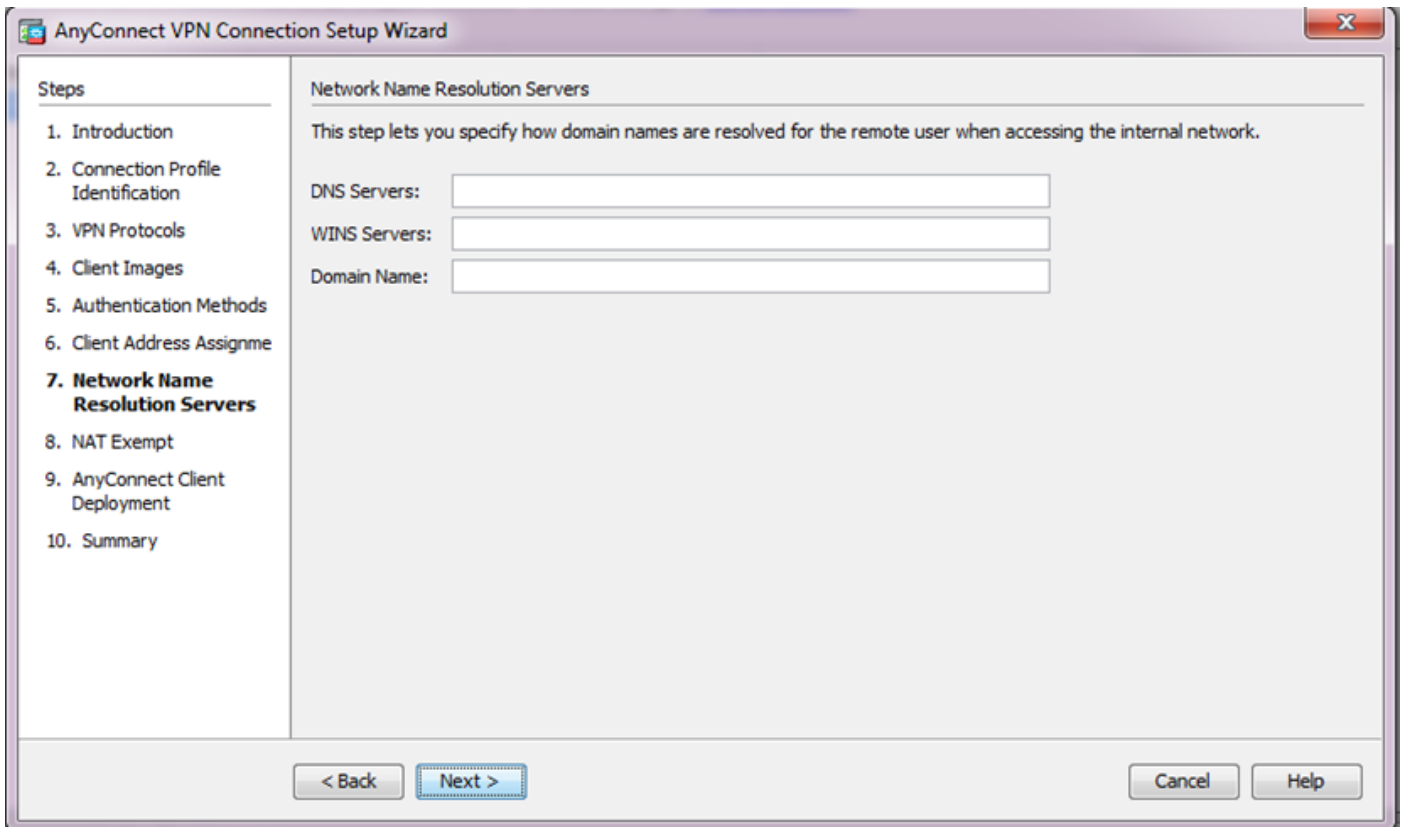 AnyConnect VPN Connection Setup Wizard
Steps
1. Introduction
2. Connection Profile
Identification
3. VPN Protocols
4. Client Images
5. Authentication Methods
6. Client Address Assignme
7. Network Name
Resolution Servers
8. NAT Exempt
9. AnyConnect Client
Deployment
10. Summary
Network Name Resolution Servers
This step lets you specify how domain names are resolved for the remote user when accessing the internal network.
DNS Servers:
WINS Servers:
Domain Name:
< Back
Next >
Cancel
Help